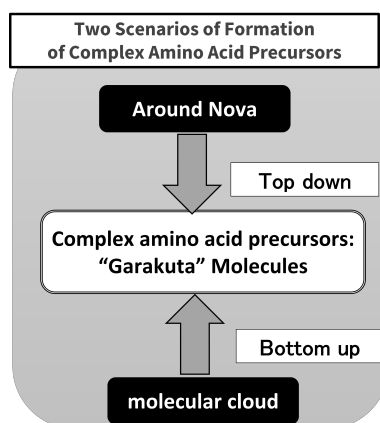 Two Scenarios of Formation
of Complex Amino Acid Precursors
Around Nova
Top down
Complex amino acid precursors:
“Garakuta” Molecules
Bottom up
molecular cloud